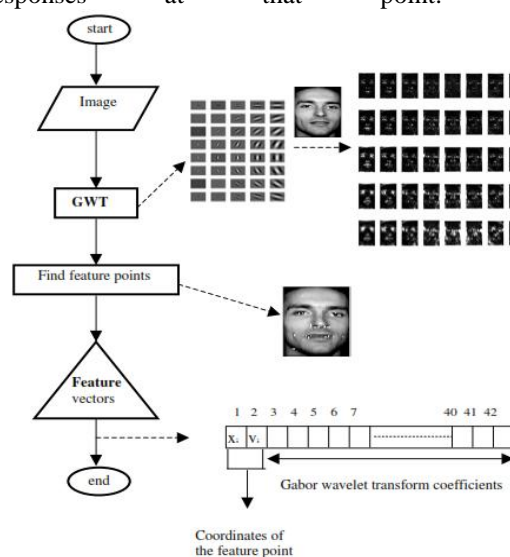 at that point.
start
Image
GWT
Find feature points
Feature
vectors
1 2 3 4 5 6 7 40 41 42
xᵢ vᵢ
end
Gabor wavelet transform coefficients
Coordinates of
the feature point